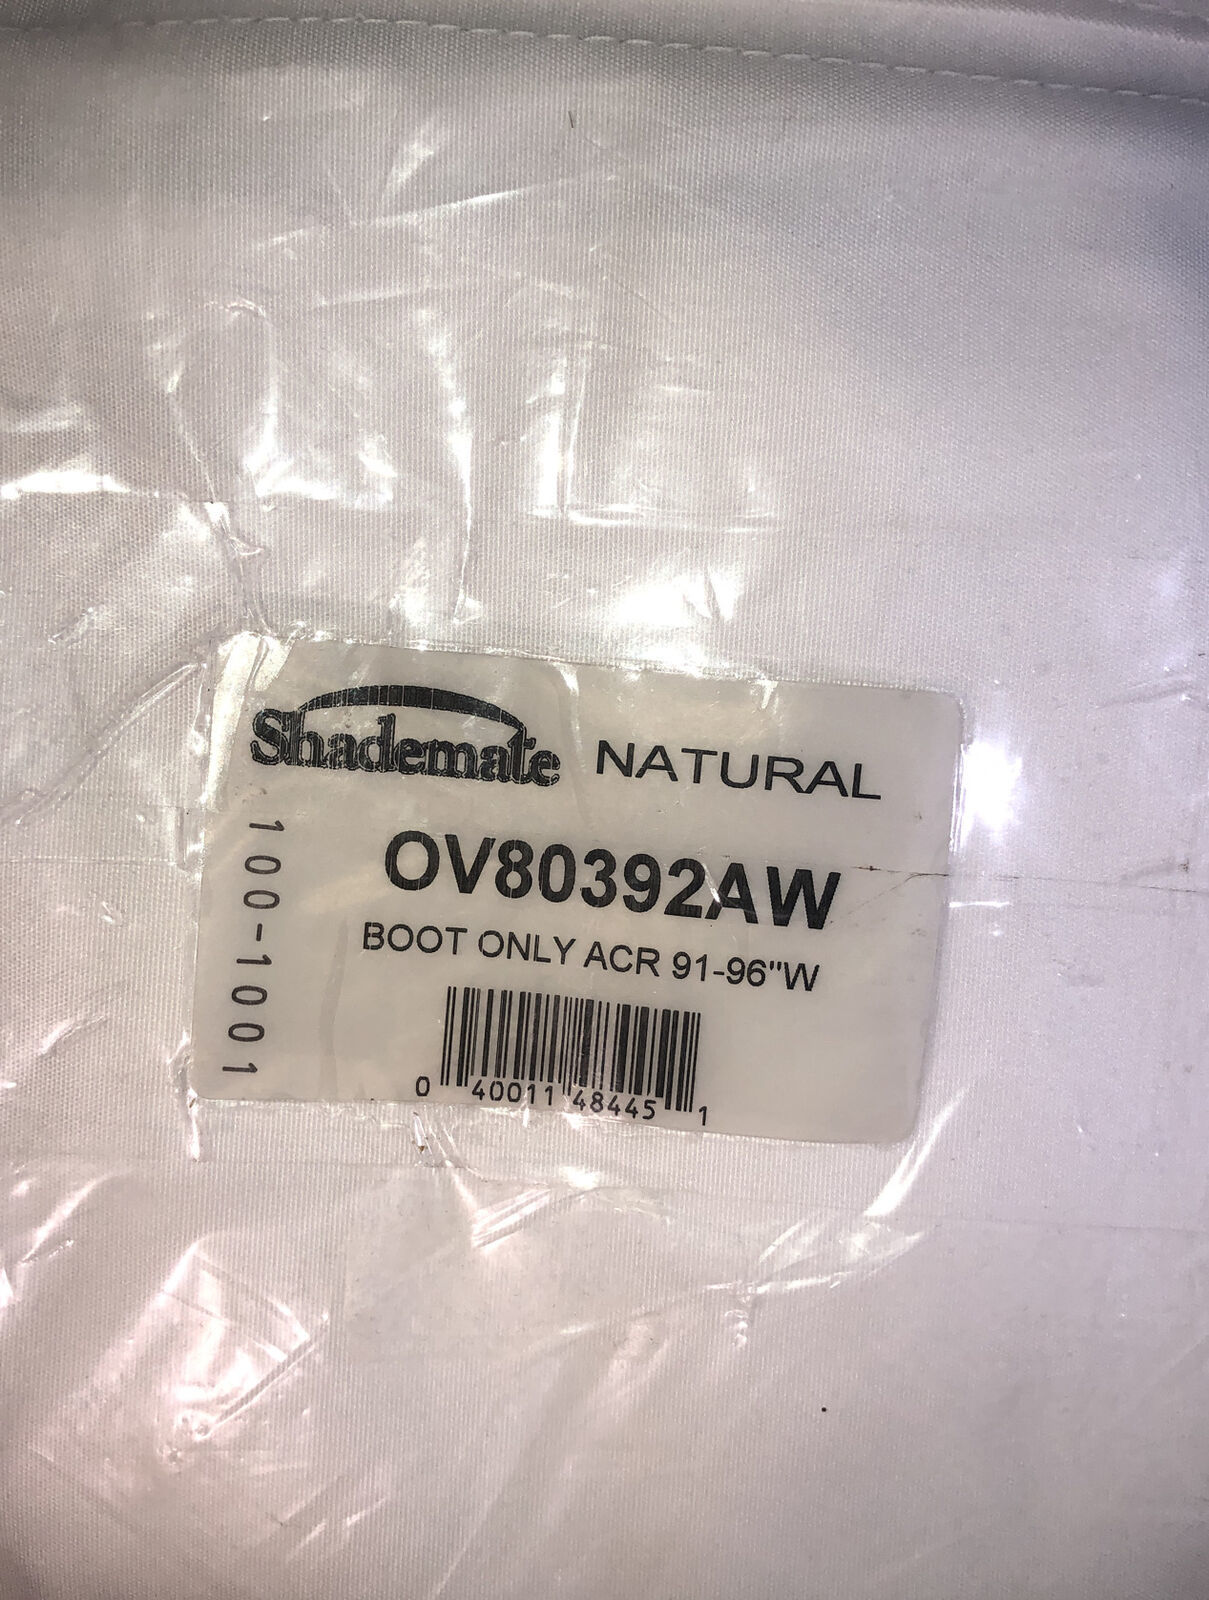 Shademate NATURAL
OV80392AW
BOOT ONLY ACR 91-96"W
0 40011 48445 1
100-1001